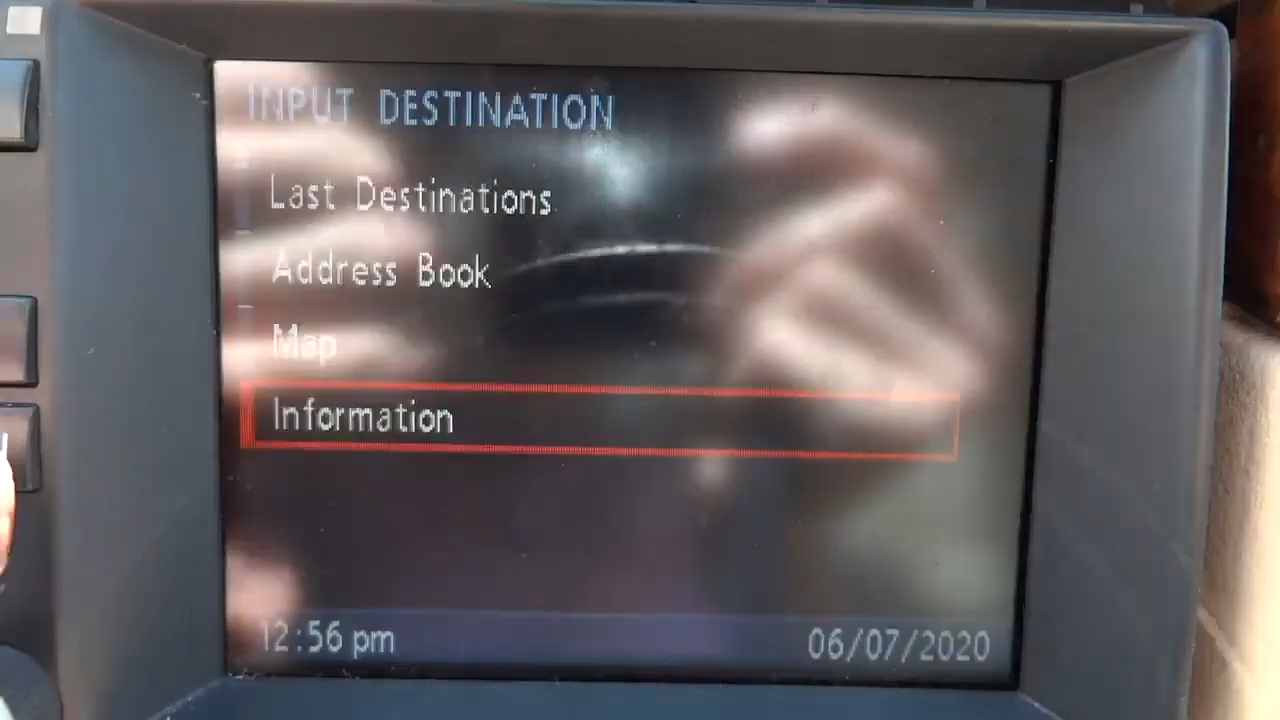 INPUT DESTINATION
Last Destinations
Address Book
Map
Information
12:56 pm
06/07/2020